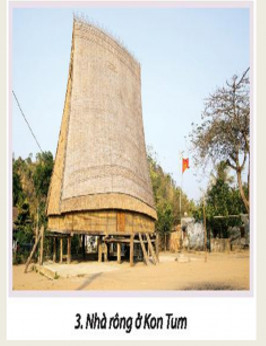 3. Nhà rông ở Kon Tum